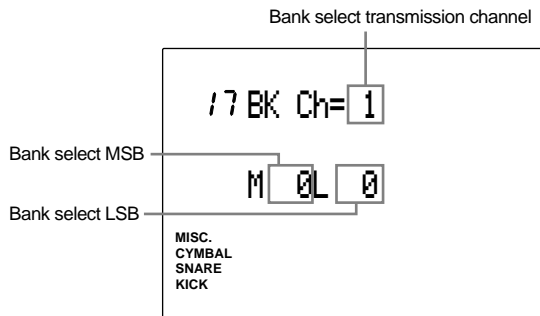 Bank select transmission channel
17 BK Ch= 1
Bank select MSB
M 0L 0
Bank select LSB
MISC.
CYMBAL
SNARE
KICK